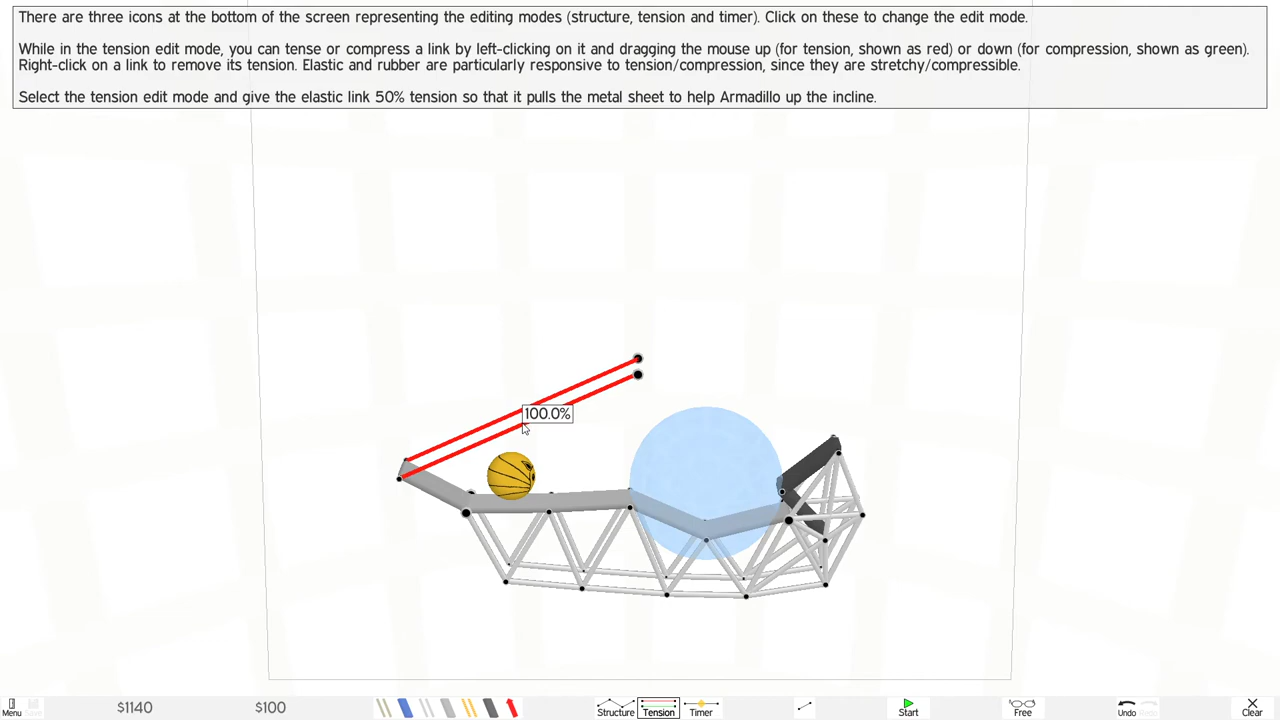 There are three icons at the bottom of the screen representing the editing modes (structure, tension and timer). Click on these to change the edit mode.
While in the tension edit mode, you can tense or compress a link by left-clicking on it and dragging the mouse up (for tension, shown as red) or down (for compression, shown as green).
Right-click on a link to remove its tension. Elastic and rubber are particularly responsive to tension/compression, since they are stretchy/compressible.
Select the tension edit mode and give the elastic link 50% tension so that it pulls the metal sheet to help Armadillo up the incline.
100.0%
Menu
$1140
$100
Structure
Tension
Timer
Start
Free
Undo
Clear